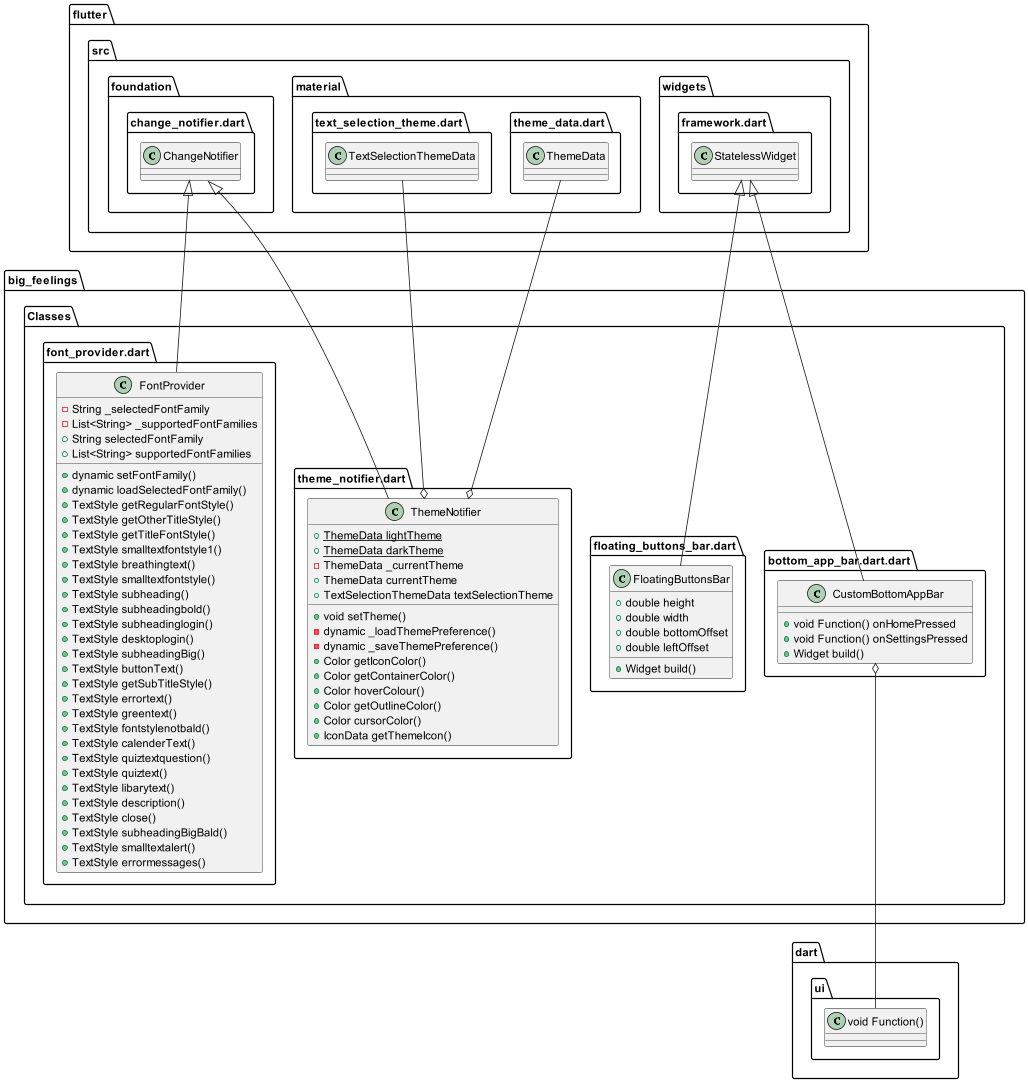 flutter
src
foundation
material
widgets
change_notifier.dart
text_selection_theme.dart
theme_data.dart
framework.dart
C ChangeNotifier
C TextSelectionThemeData
C ThemeData
C StatelessWidget
big_feelings
Classes
font_provider.dart
C FontProvider
String _selectedFontFamily
List<String> _supportedFontFamilies
String selectedFontFamily
List<String> supportedFontFamilies
dynamic setFontFamily()
dynamic loadSelectedFontFamily()
TextStyle getRegularFontStyle()
TextStyle getOtherTitleStyle()
TextStyle getTitleFontStyle()
TextStyle smalltextfontstyle1()
TextStyle breathingtext()
TextStyle smalltextfontstyle()
TextStyle subheading()
TextStyle subheadingbold()
TextStyle subheadinglogin()
TextStyle desktoplogin()
TextStyle subheadingBig()
TextStyle buttonText()
TextStyle getSubTitleStyle()
TextStyle errortext()
TextStyle greentext()
TextStyle fontstylenotbald()
TextStyle calenderText()
TextStyle quiztextquestion()
TextStyle quiztext()
TextStyle libarytext()
TextStyle description()
TextStyle close()
TextStyle subheadingBigBald()
TextStyle smalltextalert()
TextStyle errormessages()
theme_notifier.dart
C ThemeNotifier
ThemeData lightTheme
ThemeData darkTheme
ThemeData _currentTheme
ThemeData currentTheme
TextSelectionThemeData textSelectionTheme
void setTheme()
dynamic _loadThemePreference()
dynamic _saveThemePreference()
Color getIconColor()
Color getContainerColor()
Color hoverColour()
Color getOutlineColor()
Color cursorColor()
IconData getThemeIcon()
floating_buttons_bar.dart
C FloatingButtonsBar
double height
double width
double bottomOffset
double leftOffset
Widget build()
bottom_app_bar.dart.dart
C CustomBottomAppBar
void Function() onHomePressed
void Function() onSettingsPressed
Widget build()
dart
ui
C void Function()